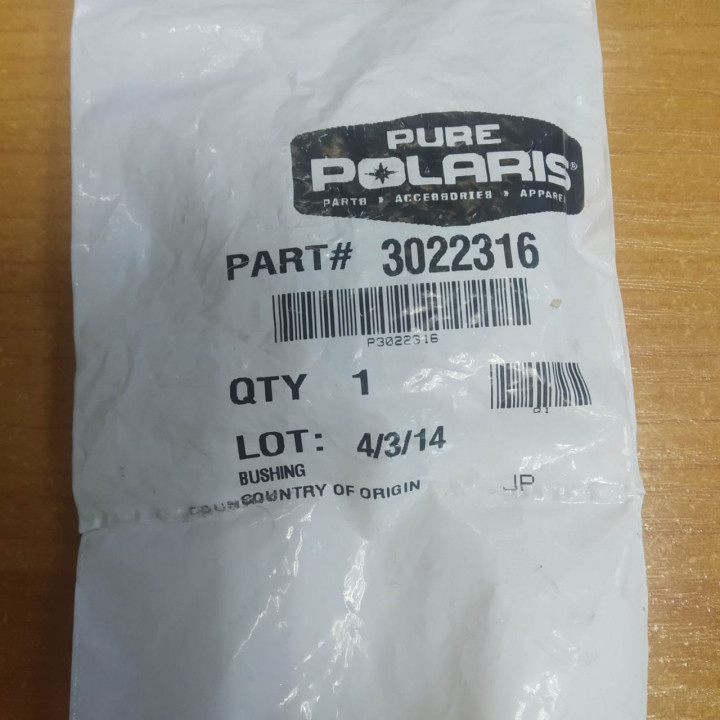 PURE
POLARIS®
PARTS › ACCESSORIES › APPAREL
PART# 3022316
P3022316
QTY 1
Q1
LOT: 4/3/14
BUSHING
COUNTRY OF ORIGIN JP